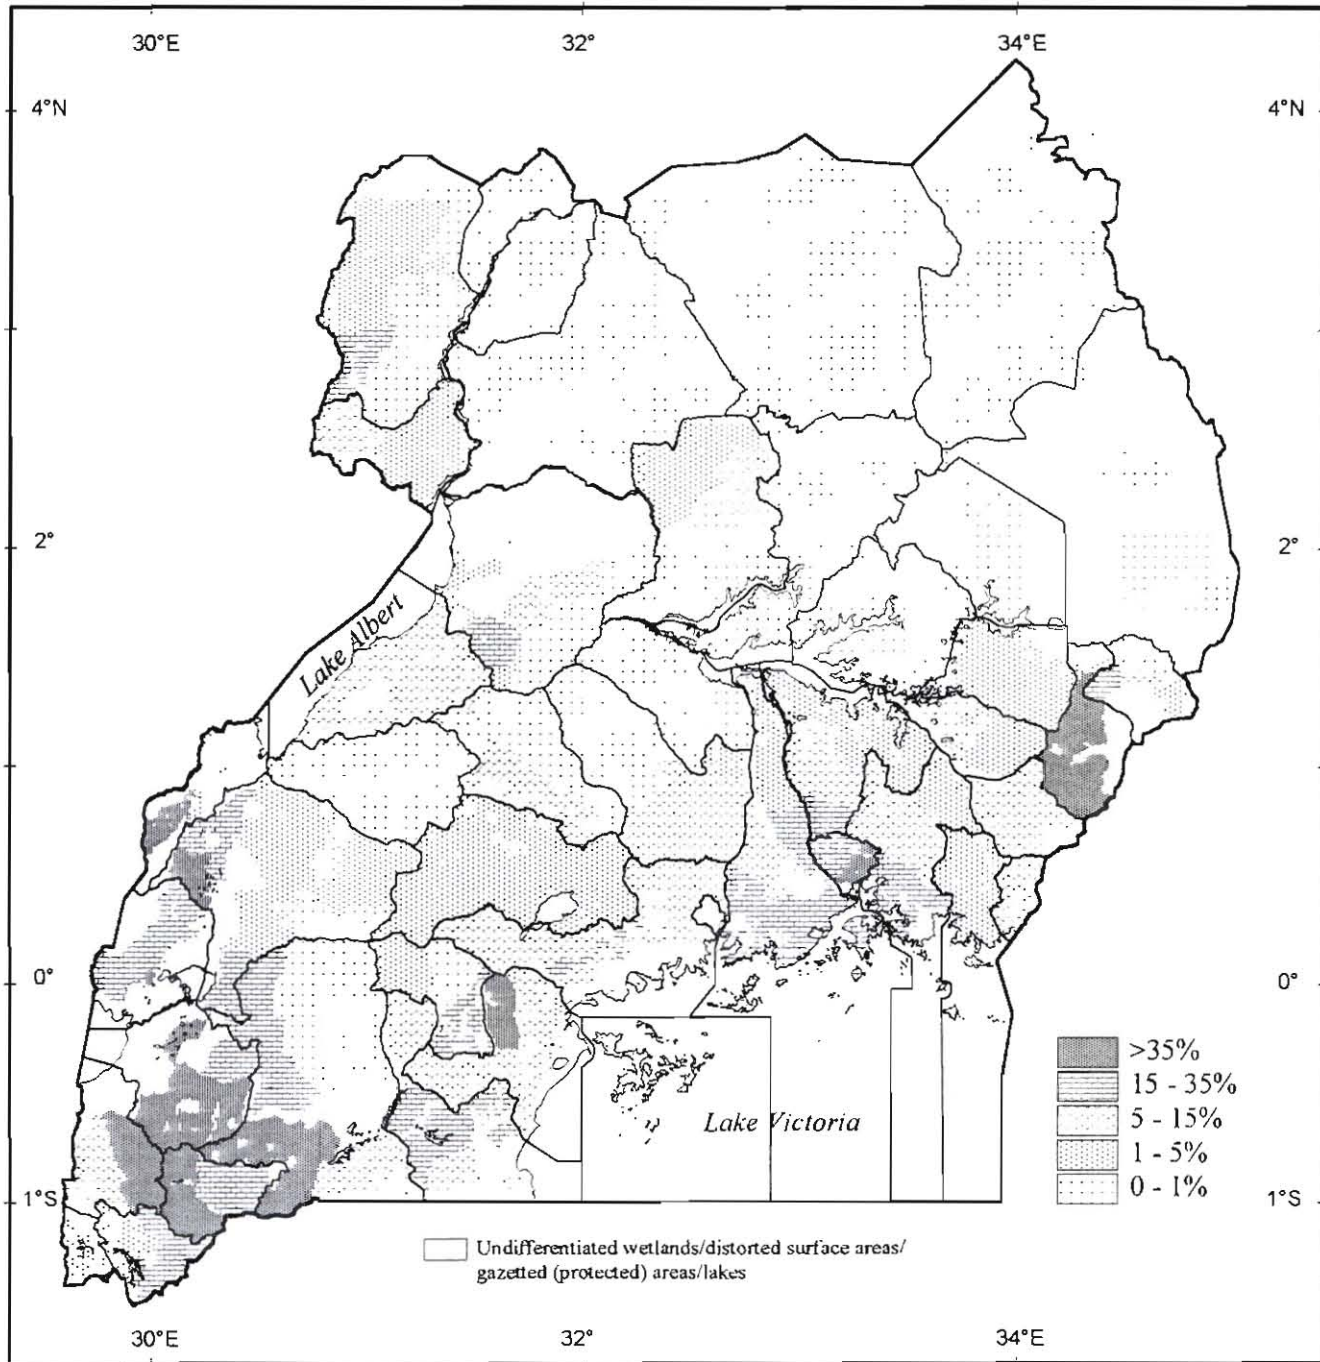 30°E 32° 34°E
4°N 4°N
2° 2°
Lake Albert
0° 0°
>35%
15 - 35%
5 - 15%
1 - 5%
0 - 1%
Lake Victoria
1°S 1°S
Undifferentiated wetlands/distorted surface areas/
gazetted (protected) areas/lakes
30°E 32° 34°E